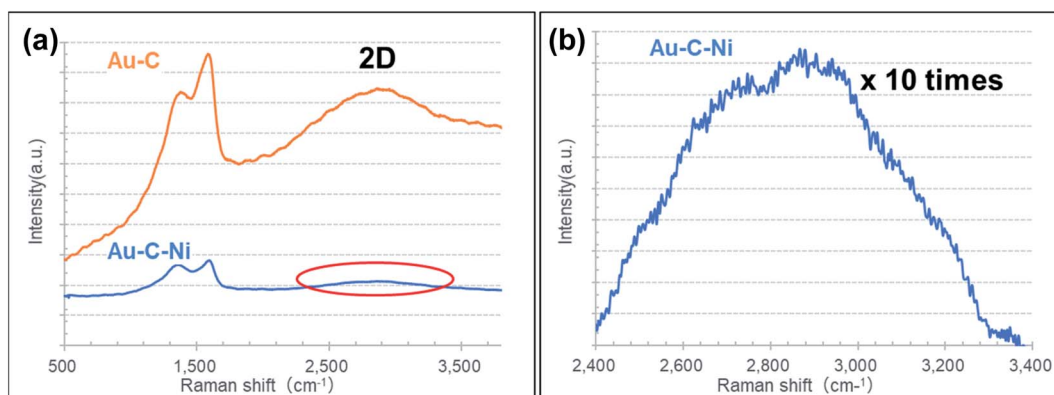 (a)
Au-C
2D
Au-C-Ni
Intensity(a.u.)
500
1,500
2,500
3,500
Raman shift（cm-1）
(b)
Au-C-Ni
x 10 times
Intensity(a.u.)
2,400
2,600
2,800
3,000
3,200
3,400
Raman shift（cm-1）